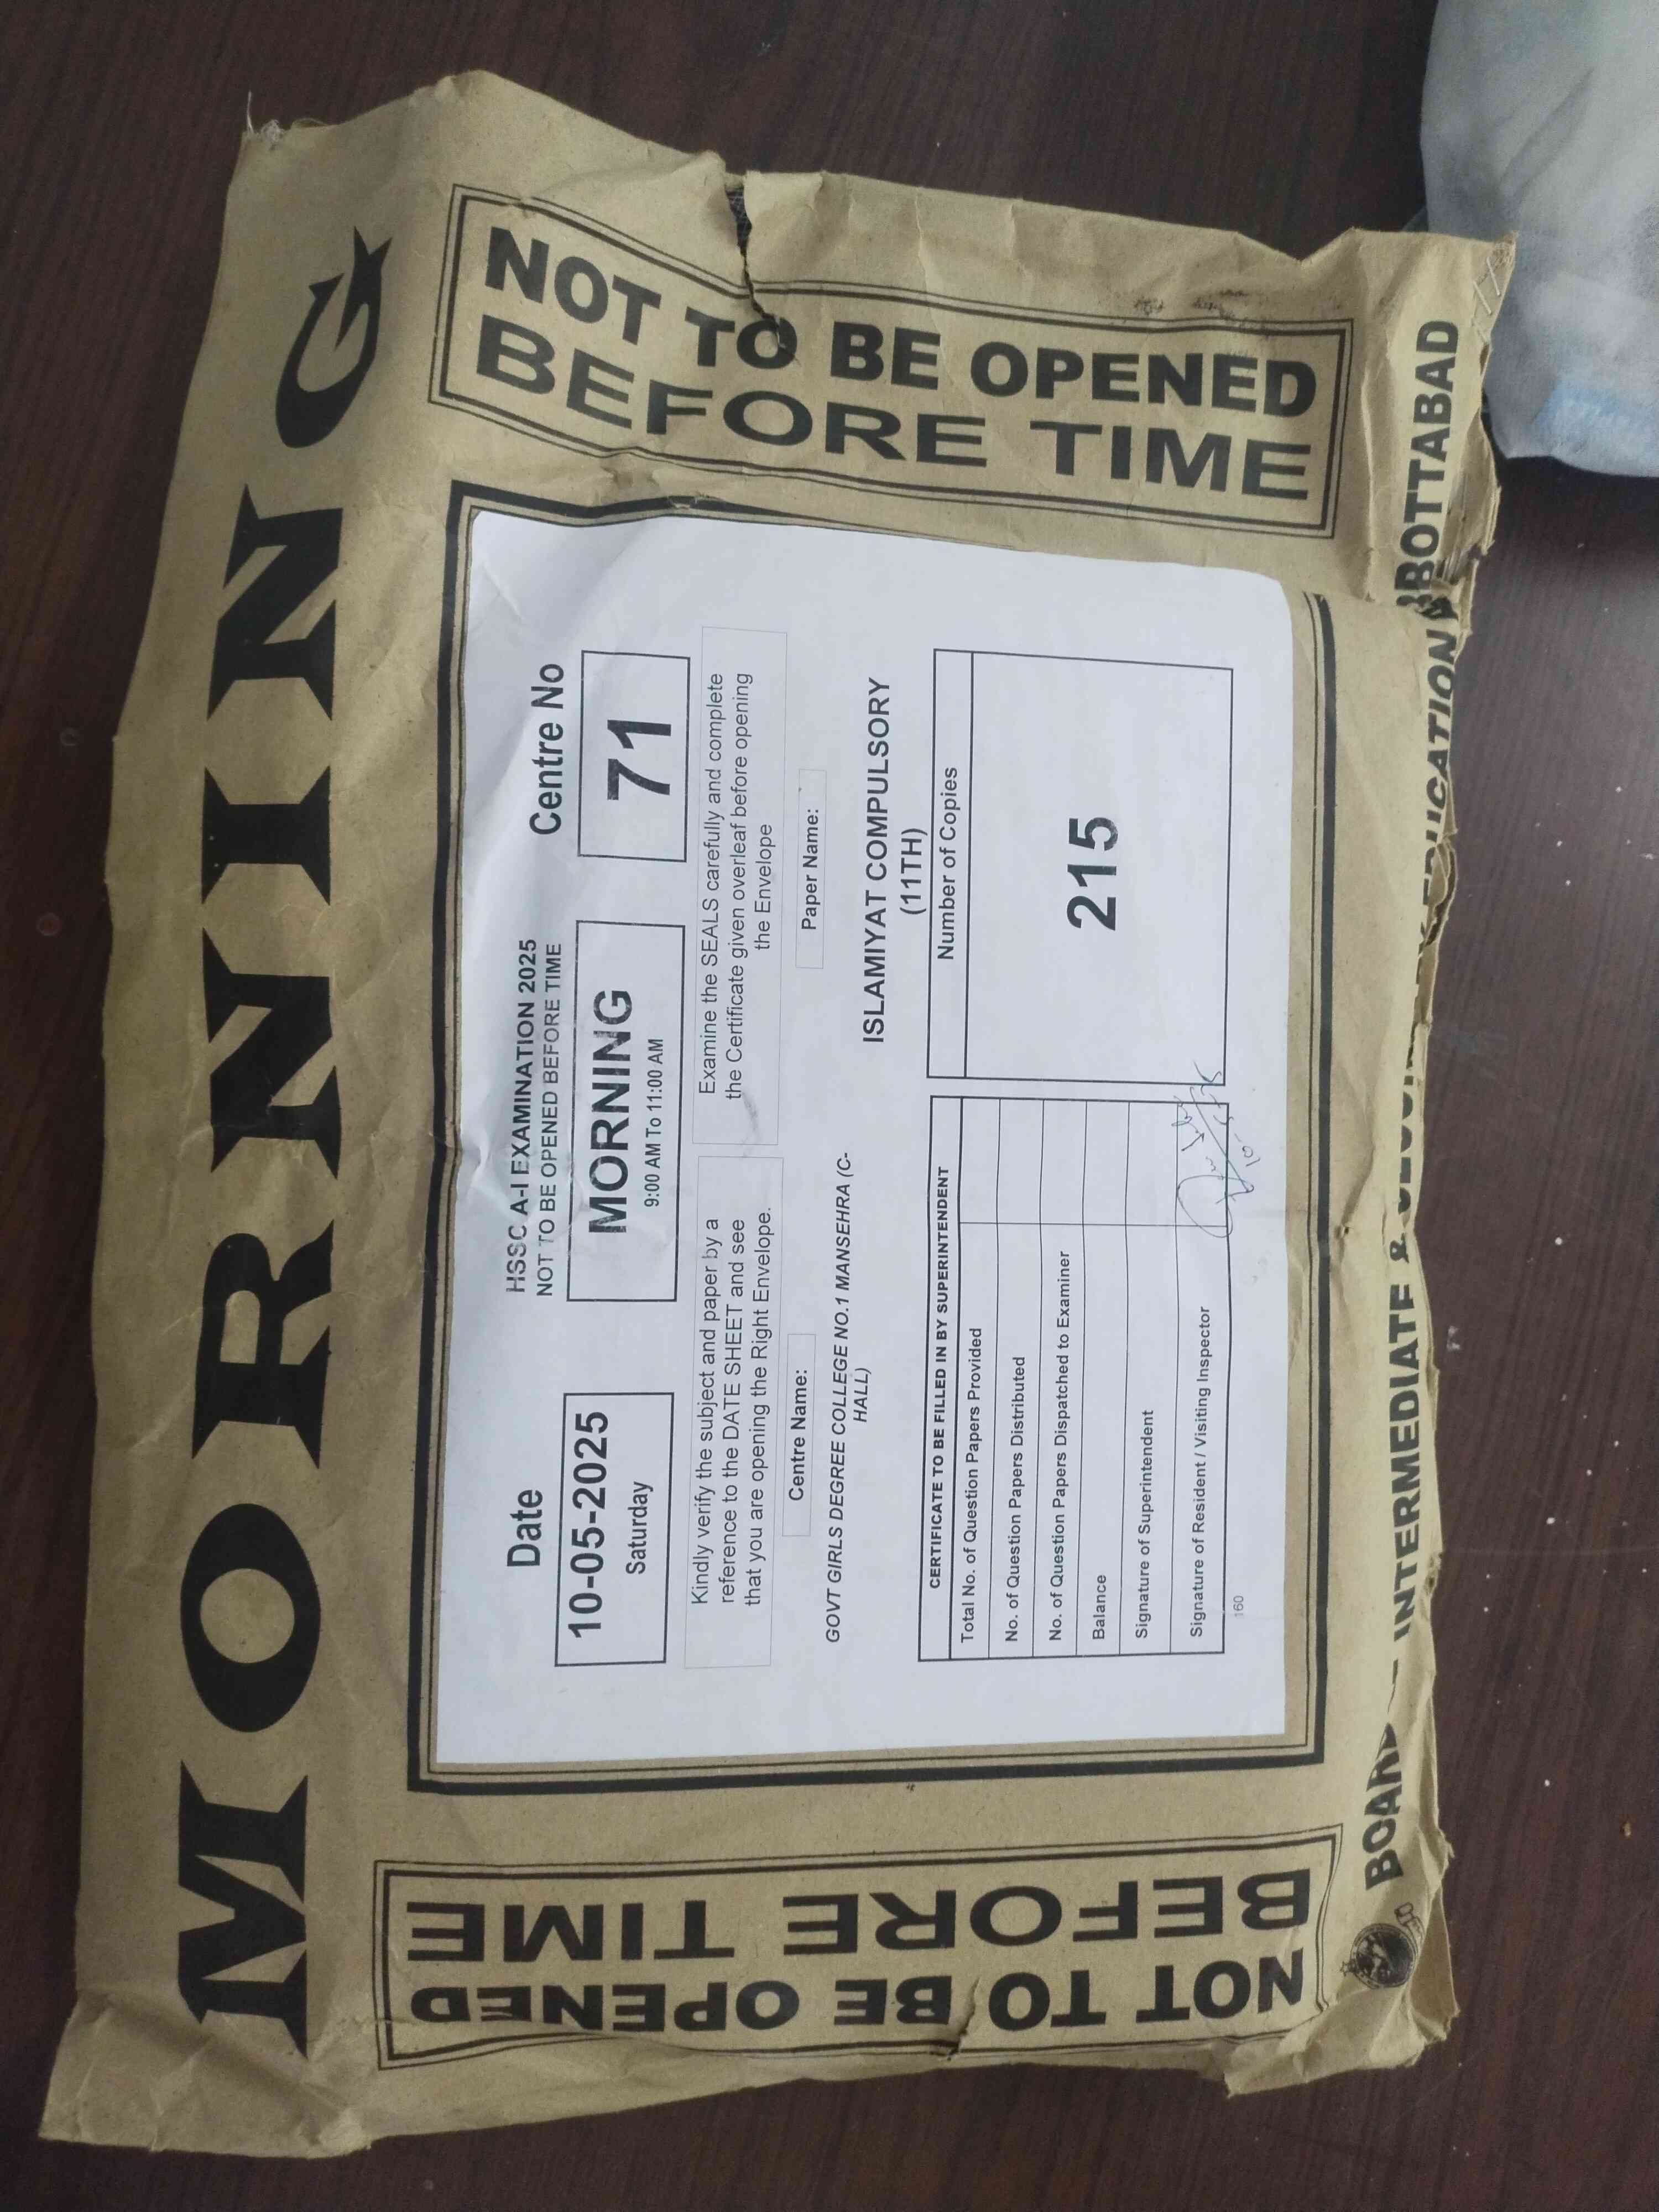 MORNING
NOT TO BE OPENED
BEFORE TIME
Date
10-05-2025
Saturday
HSSC A-I EXAMINATION 2025
NOT TO BE OPENED BEFORE TIME
MORNING
9:00 AM To 11:00 AM
Centre No
71
Kindly verify the subject and paper by a
reference to the DATE SHEET and see
that you are opening the Right Envelope.
Examine the SEALS carefully and complete
the Certificate given overleaf before opening
the Envelope
Centre Name:
GOVT GIRLS DEGREE COLLEGE NO.1 MANSEHRA (C-
HALL)
Paper Name:
ISLAMIYAT COMPULSORY
(11TH)
CERTIFICATE TO BE FILLED IN BY SUPERINTENDENT
Total No. of Question Papers Provided
No. of Question Papers Distributed
No. of Question Papers Dispatched to Examiner
Balance
Signature of Superintendent
Signature of Resident / Visiting Inspector
160
Number of Copies
215
NOT TO BE OPENED
BEFORE TIME
BOARD INTERMEDIATE & EDUCATION ABBOTTABAD